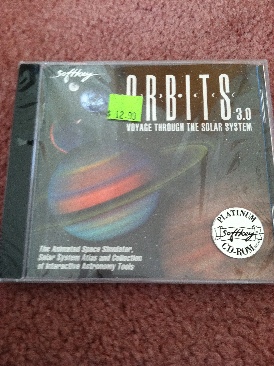 SoftKey
ORBITS 3.0
$12.00
VOYAGE THROUGH THE SOLAR SYSTEM
The Animated Space Simulator,
Solar System Atlas and Collection
of Interactive Astronomy Tools
PLATINUM
SoftKey
CD-ROM